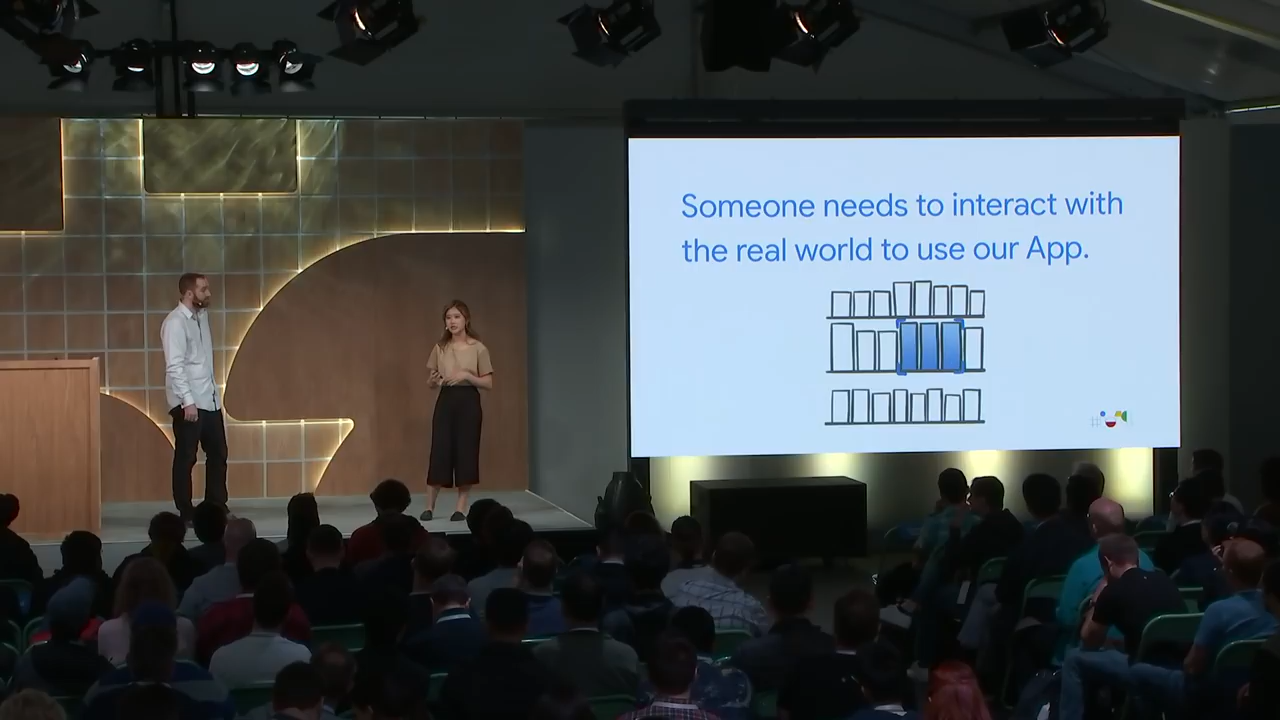 Someone needs to interact with
the real world to use our App.